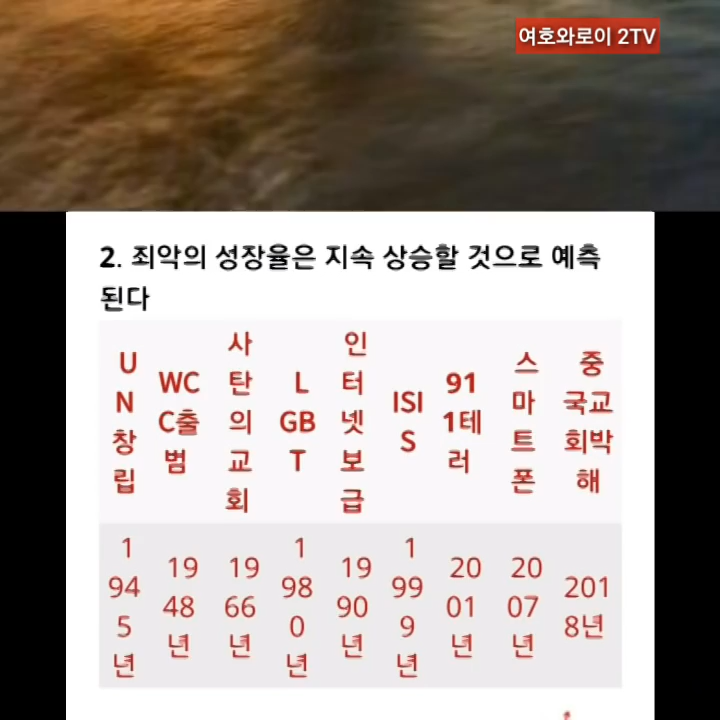 여호와로이 2TV
2. 죄악의 성장율은 지속 상승할 것으로 예측
된다
UN창립 WCC출범 사탄의교회 LGBT 인터넷보급 ISIS 911테러 스마트폰 중국교회박해
1945년 1948년 1966년 1980년 1990년 1999년 2001년 2007년 2018년